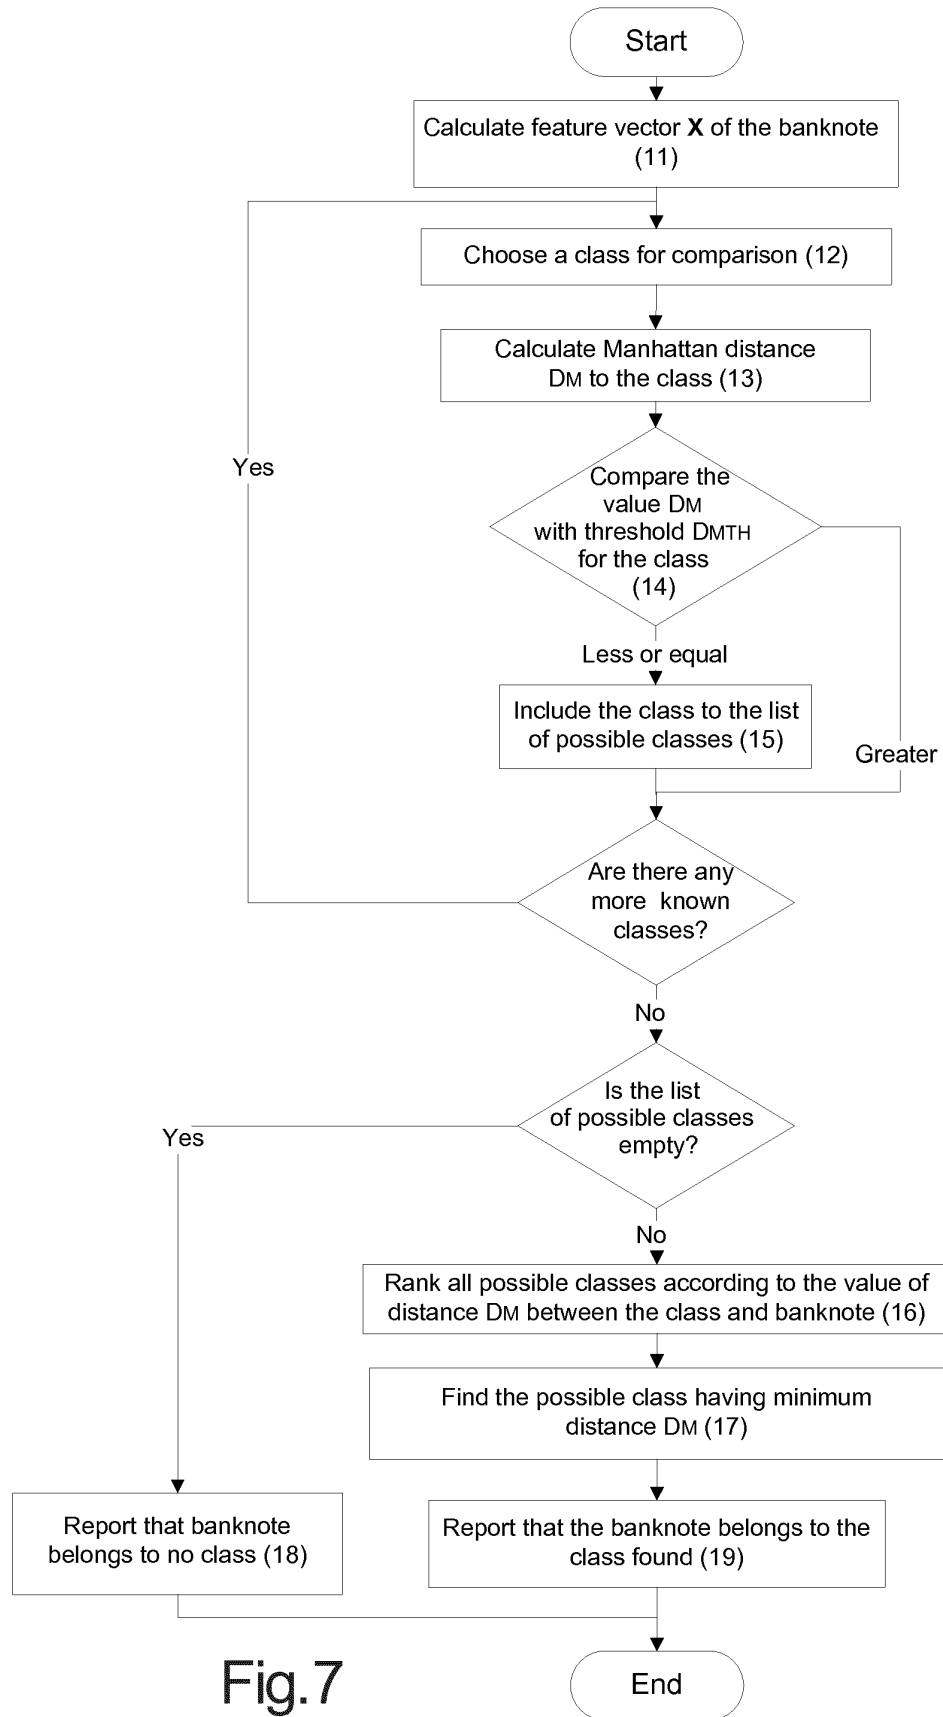 Start
Calculate feature vector X of the banknote
(11)
Choose a class for comparison (12)
Calculate Manhattan distance
DM to the class (13)
Yes
Compare the
value DM
with threshold DMTH
for the class
(14)
Less or equal
Include the class to the list
of possible classes (15)
Greater
Are there any
more known
classes?
No
Is the list
of possible classes
empty?
Yes
No
Rank all possible classes according to the value of
distance DM between the class and banknote (16)
Find the possible class having minimum
distance DM (17)
Report that banknote
belongs to no class (18)
Report that the banknote belongs to the
class found (19)
End
Fig.7